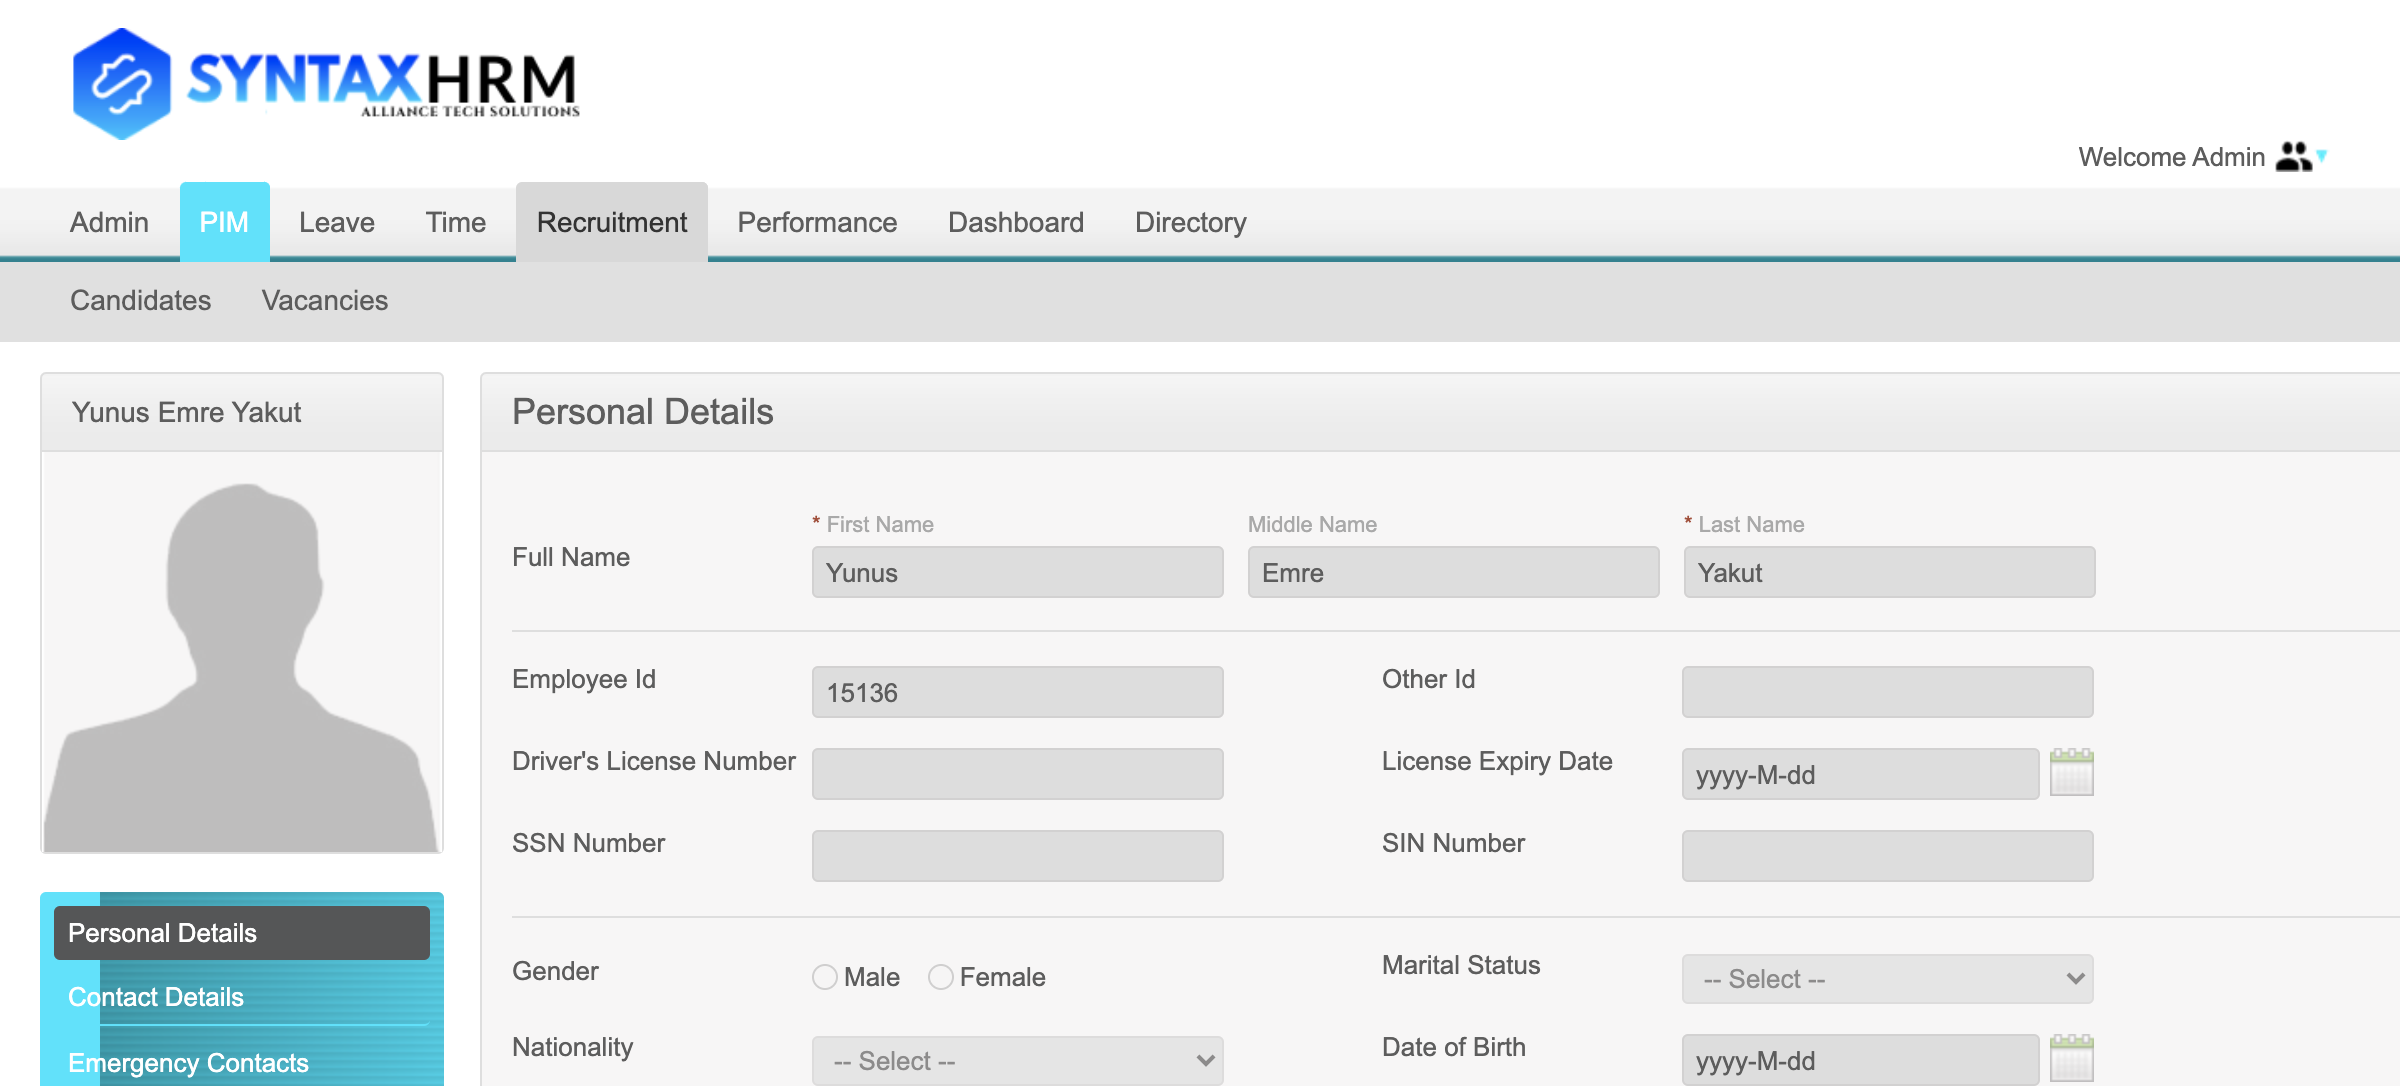 SYNTAXHRM
ALLIANCE TECH SOLUTIONS
Welcome Admin
Admin PIM Leave Time Recruitment Performance Dashboard Directory
Candidates Vacancies
Yunus Emre Yakut
Personal Details
* First Name Middle Name * Last Name
Full Name Yunus Emre Yakut
Employee Id 15136 Other Id
Driver's License Number License Expiry Date yyyy-M-dd
SSN Number SIN Number
Gender Male Female Marital Status -- Select --
Nationality -- Select -- Date of Birth yyyy-M-dd
Personal Details
Contact Details
Emergency Contacts